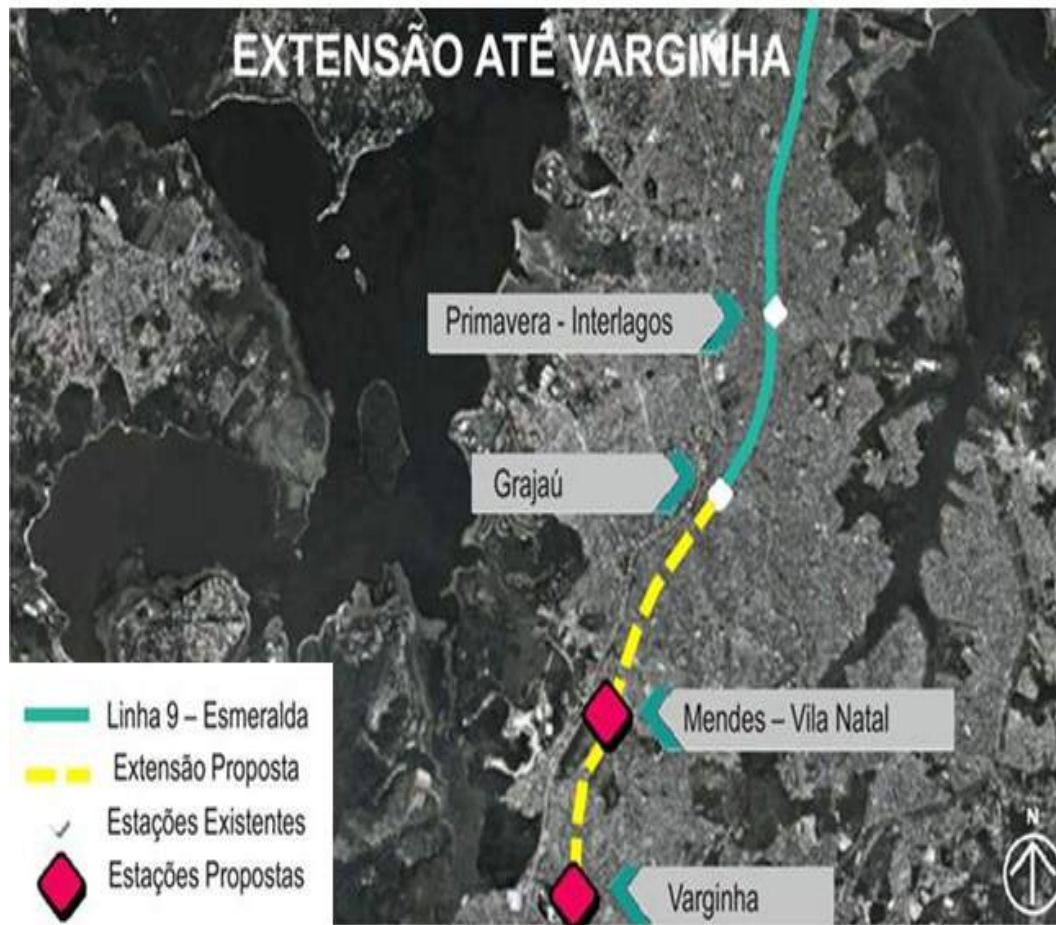 EXTENSÃO ATÉ VARGINHA
Primavera - Interlagos
Grajaú
Mendes – Vila Natal
Varginha
Linha 9 – Esmeralda
Extensão Proposta
Estações Existentes
Estações Propostas
N